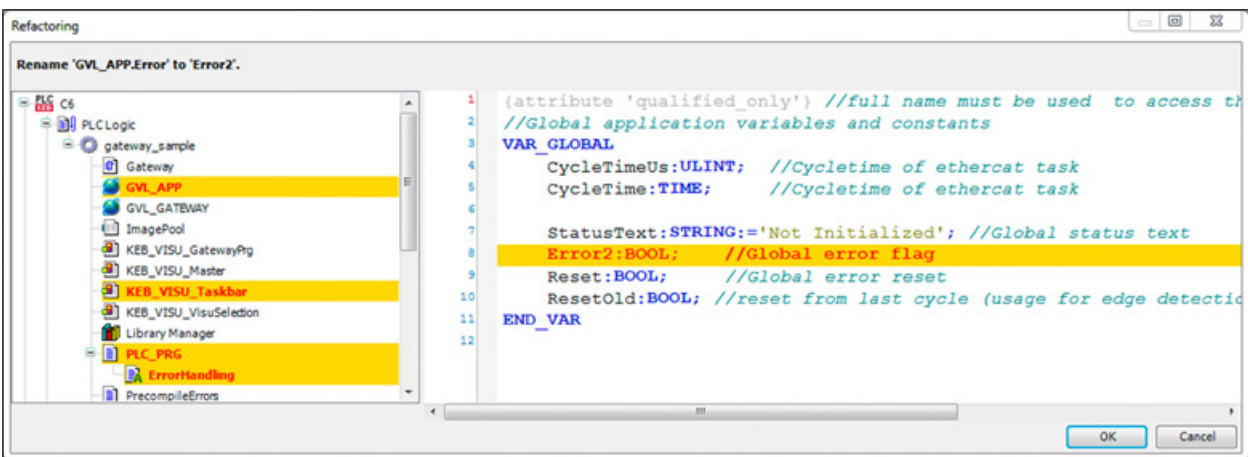 Refactoring
Rename 'GVL_APP.Error' to 'Error2'.
PLC KEB C6
PLC Logic
gateway_sample
Gateway
GVL_APP
GVL_GATEWAY
ImagePool
KEB_VISU_GatewayPrg
KEB_VISU_Master
KEB_VISU_Taskbar
KEB_VISU_VisuSelection
Library Manager
PLC_PRG
ErrorHandling
PrecompileErrors
1 {attribute 'qualified_only'} //full name must be used to access th
2 //Global application variables and constants
3 VAR_GLOBAL
4 CycleTimeUs:ULINT; //Cycletime of ethercat task
5 CycleTime:TIME; //Cycletime of ethercat task
6
7 StatusText:STRING:='Not Initialized'; //Global status text
8 Error2:BOOL; //Global error flag
9 Reset:BOOL; //Global error reset
10 ResetOld:BOOL; //reset from last cycle (usage for edge detectio
11 END_VAR
12
OK Cancel